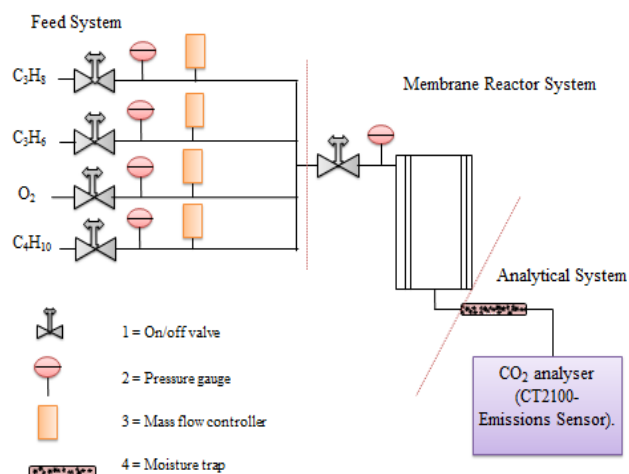 Feed System
C₃H₈
Membrane Reactor System
C₃H₆
O₂
C₄H₁₀
Analytical System
1 = On/off valve
2 = Pressure gauge
3 = Mass flow controller
4 = Moisture trap
CO₂ analyser
(CT2100-
Emissions Sensor).